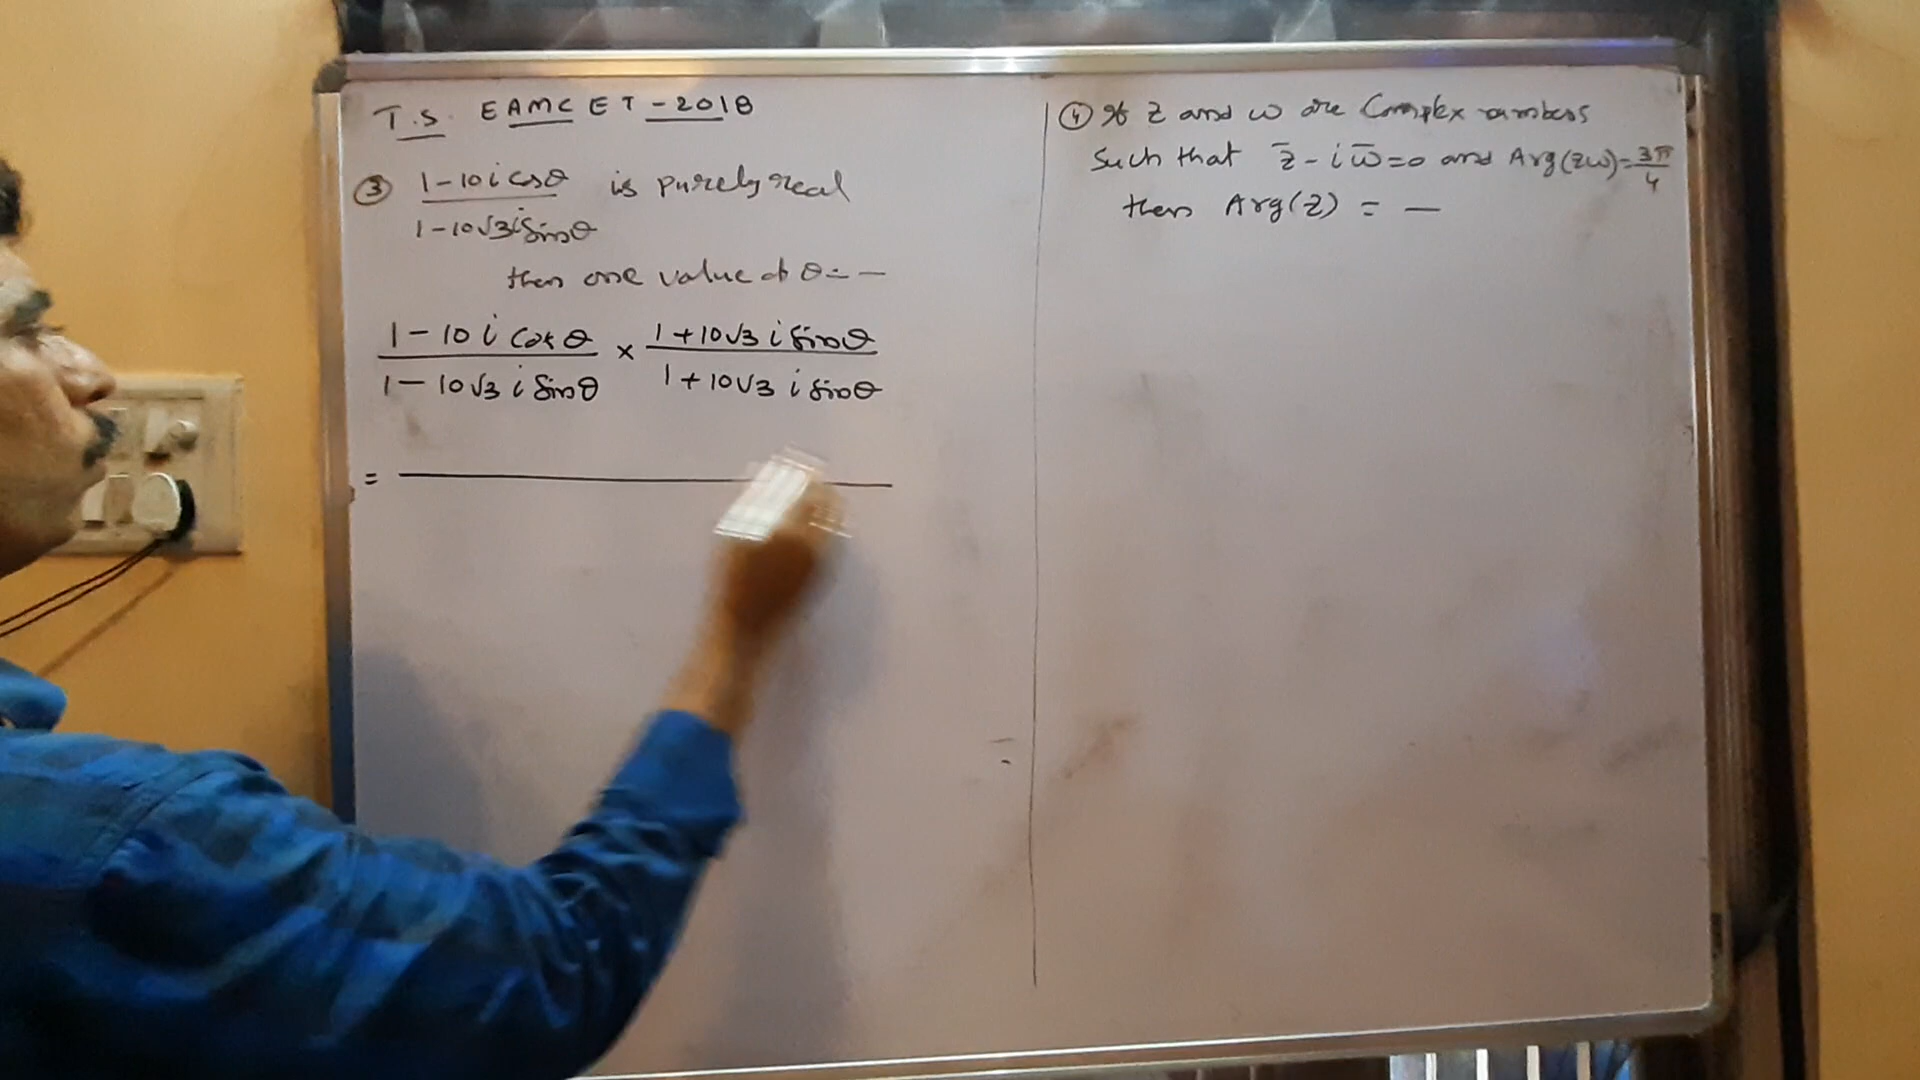 T.S. EAMCET - 2018
③ 1-10 i cosθ is purely real
1-10√3 i Sinθ
then one value of θ = —
1 - 10 i Cosθ × 1 + 10√3 i Sinθ
1 - 10√3 i Sinθ 1 + 10√3 i Sinθ
=
④ If z and ω are Complex numbers
Such that z̄ - i ω̄ = 0 and Arg(zω) = 3π/4
then Arg(z) = —